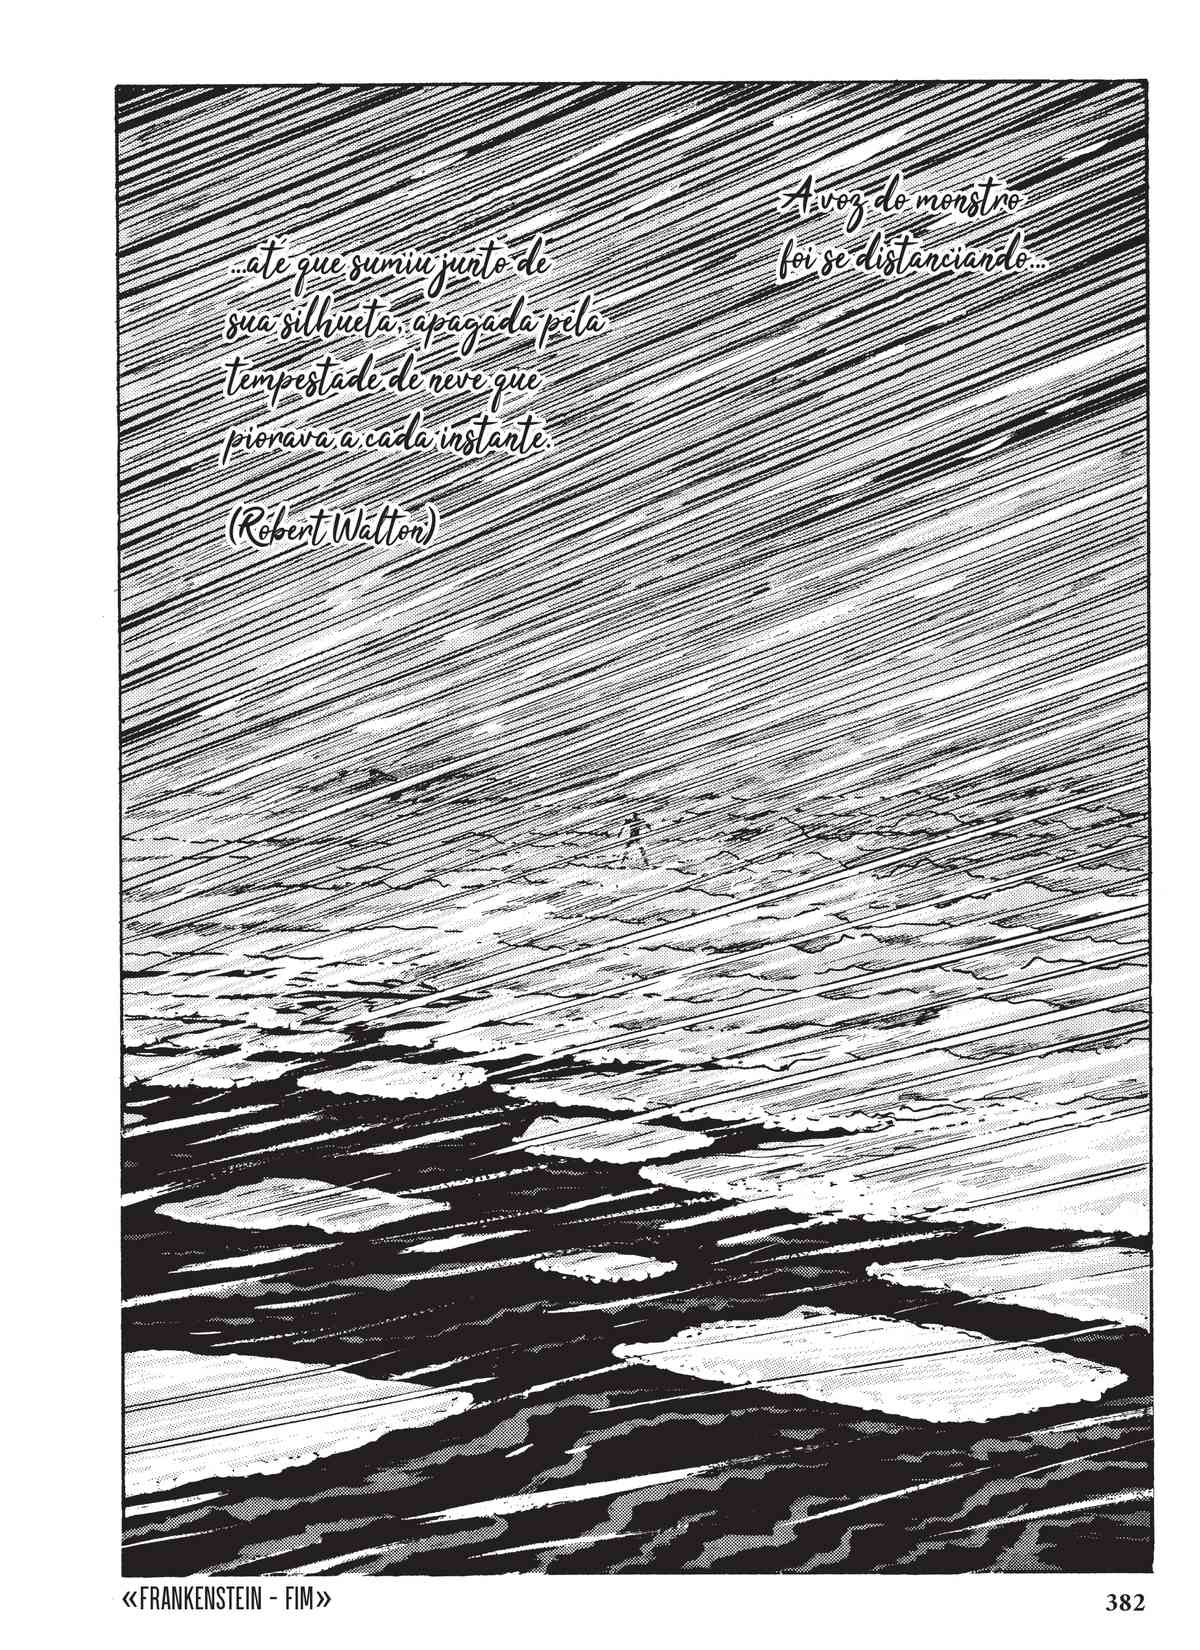 A voz do monstro
foi se distanciando...
...até que sumiu junto de
sua silhueta, apagada pela
tempestade de neve que
piorava a cada instante.
(Robert Walton)
«FRANKENSTEIN - FIM»
382